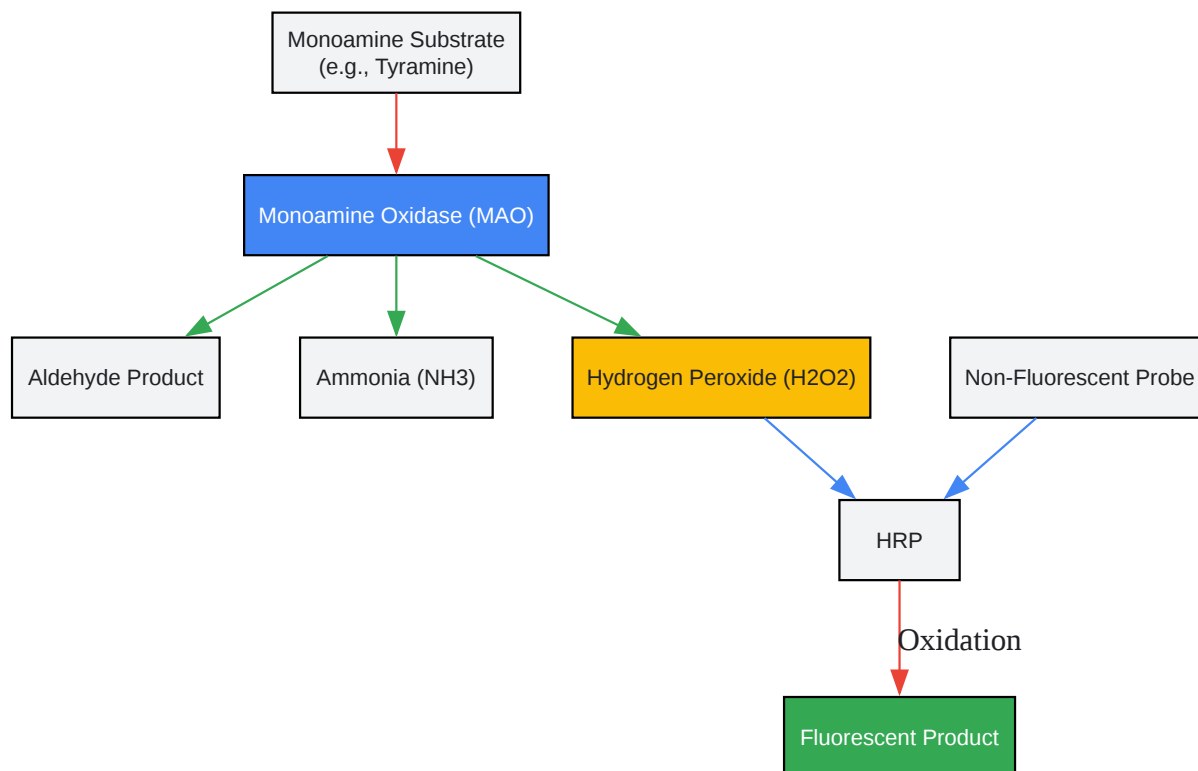 Monoamine Substrate
(e.g., Tyramine)
Monoamine Oxidase (MAO)
Aldehyde Product
Ammonia (NH3)
Hydrogen Peroxide (H2O2)
Non-Fluorescent Probe
HRP
Oxidation
Fluorescent Product